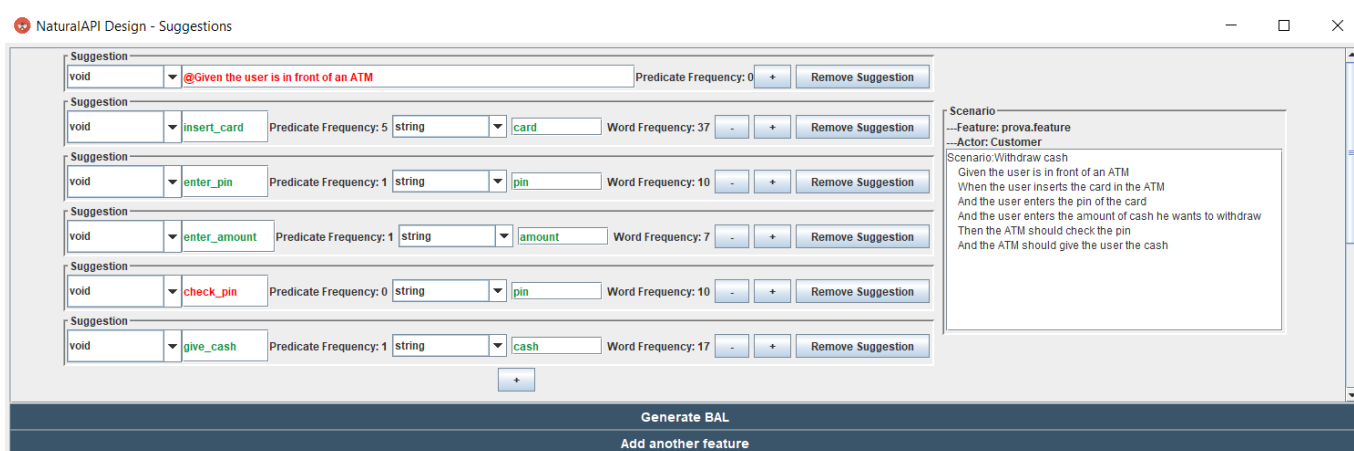 NaturalAPI Design - Suggestions
Suggestion
void @Given the user is in front of an ATM Predicate Frequency: 0 + Remove Suggestion
Suggestion
void insert_card Predicate Frequency: 5 string card Word Frequency: 37 - + Remove Suggestion
Suggestion
void enter_pin Predicate Frequency: 1 string pin Word Frequency: 10 - + Remove Suggestion
Suggestion
void enter_amount Predicate Frequency: 1 string amount Word Frequency: 7 - + Remove Suggestion
Suggestion
void check_pin Predicate Frequency: 0 string pin Word Frequency: 10 - + Remove Suggestion
Suggestion
void give_cash Predicate Frequency: 1 string cash Word Frequency: 17 - + Remove Suggestion
+
Scenario
---Feature: prova.feature
---Actor: Customer
Scenario:Withdraw cash
Given the user is in front of an ATM
When the user inserts the card in the ATM
And the user enters the pin of the card
And the user enters the amount of cash he wants to withdraw
Then the ATM should check the pin
And the ATM should give the user the cash
Generate BAL
Add another feature